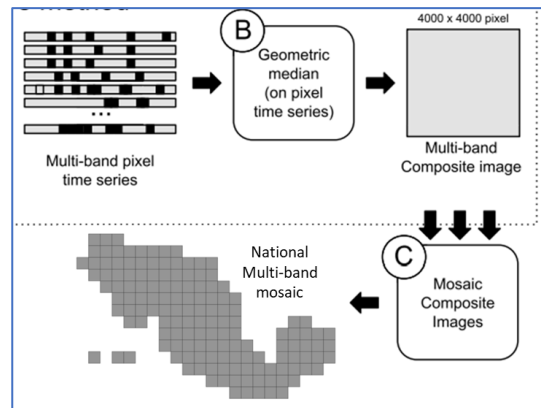 4000 x 4000 pixel
B
Geometric
median
(on pixel
time series)
...
Multi-band pixel
time series
Multi-band
Composite image
National
Multi-band
mosaic
C
Mosaic
Composite
Images